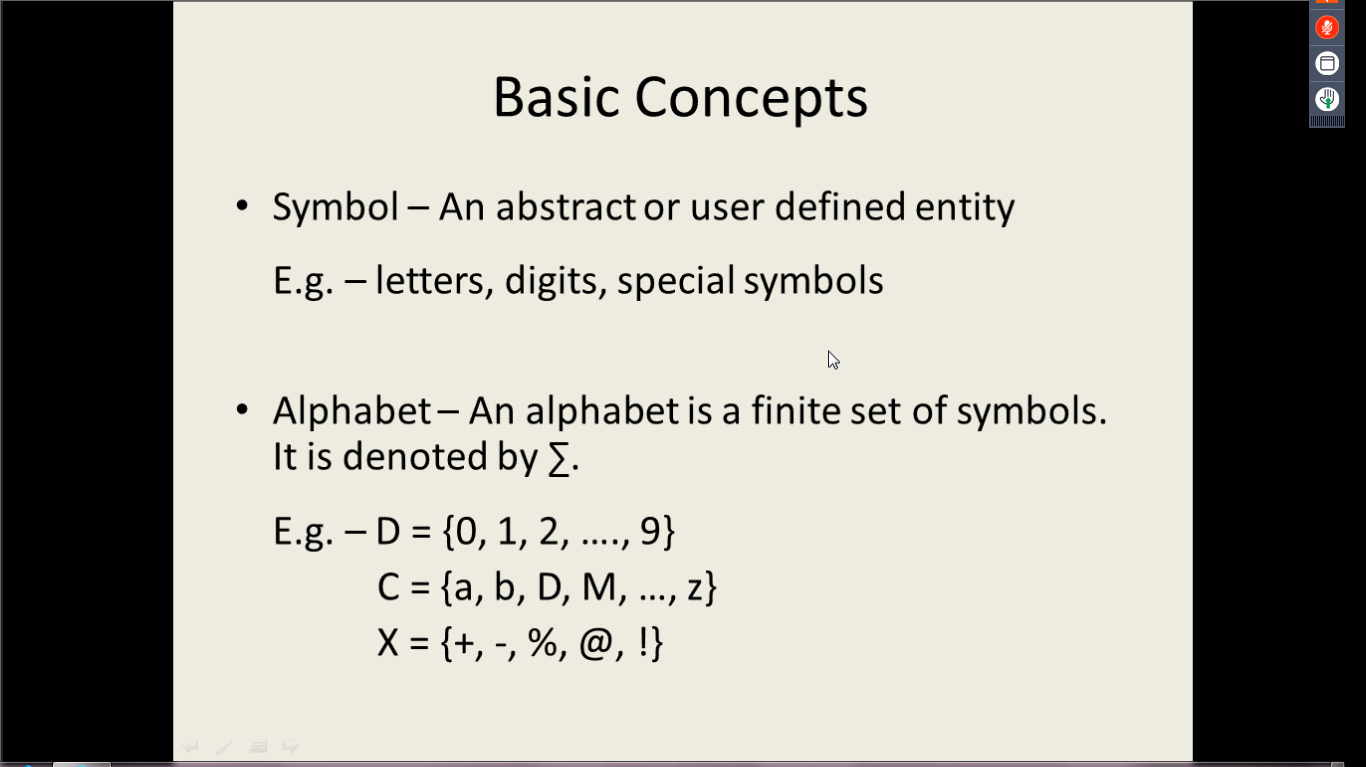 Basic Concepts
• Symbol – An abstract or user defined entity
E.g. – letters, digits, special symbols
• Alphabet – An alphabet is a finite set of symbols.
It is denoted by ∑.
E.g. – D = {0, 1, 2, …., 9}
C = {a, b, D, M, …, z}
X = {+, -, %, @, !}